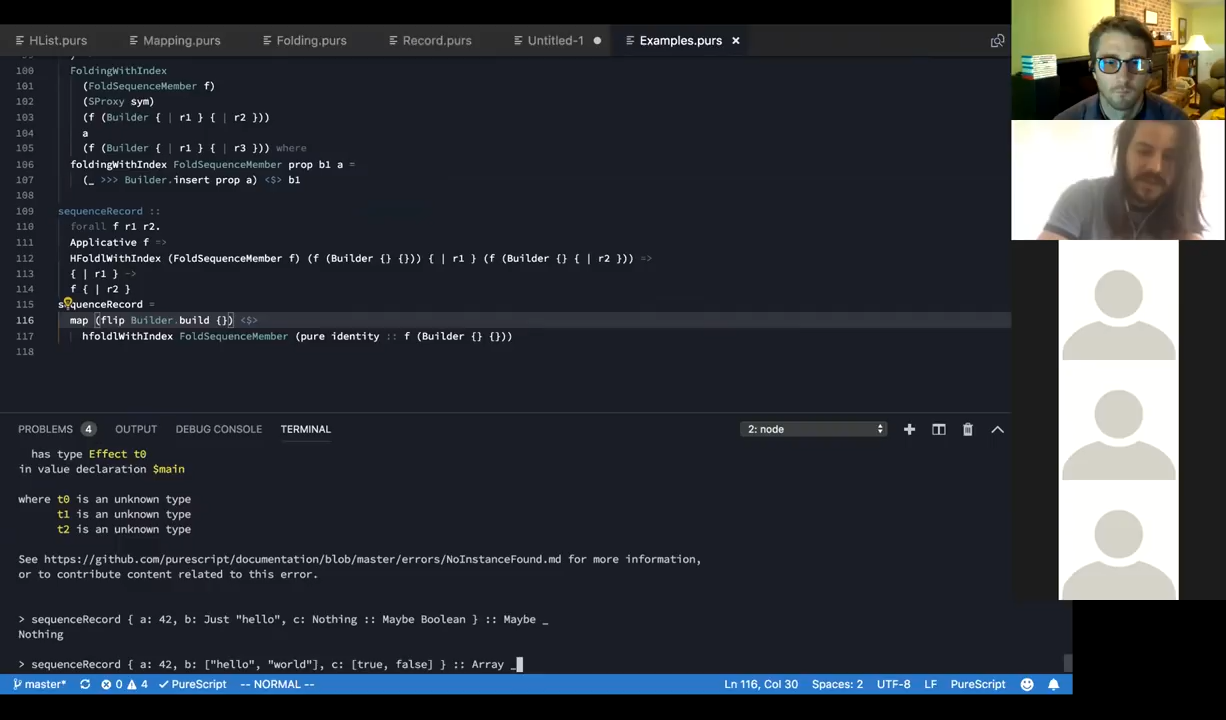 HList.purs Mapping.purs Folding.purs Record.purs Untitled-1 Examples.purs
100 FoldingWithIndex
101 (FoldSequenceMember f)
102 (SProxy sym)
103 (f (Builder { | r1 } { | r2 }))
104 a
105 (f (Builder { | r1 } { | r3 })) where
106 foldingWithIndex FoldSequenceMember prop b1 a =
107 (_ >>> Builder.insert prop a) <$> b1
108
109 sequenceRecord ::
110 forall f r1 r2.
111 Applicative f =>
112 HFoldlWithIndex (FoldSequenceMember f) (f (Builder {} {})) { | r1 } (f (Builder {} { | r2 })) =>
113 { | r1 } ->
114 f { | r2 }
115 sequenceRecord =
116 map (flip Builder.build {}) <$>
117 hfoldlWithIndex FoldSequenceMember (pure identity :: f (Builder {} {}))
118
PROBLEMS 4 OUTPUT DEBUG CONSOLE TERMINAL 2: node
has type Effect t0
in value declaration $main
where t0 is an unknown type
t1 is an unknown type
t2 is an unknown type
See https://github.com/purescript/documentation/blob/master/errors/NoInstanceFound.md for more information,
or to contribute content related to this error.
> sequenceRecord { a: 42, b: Just "hello", c: Nothing :: Maybe Boolean } :: Maybe _
Nothing
> sequenceRecord { a: 42, b: ["hello", "world"], c: [true, false] } :: Array _
master* 0 4 PureScript -- NORMAL -- Ln 116, Col 30 Spaces: 2 UTF-8 LF PureScript